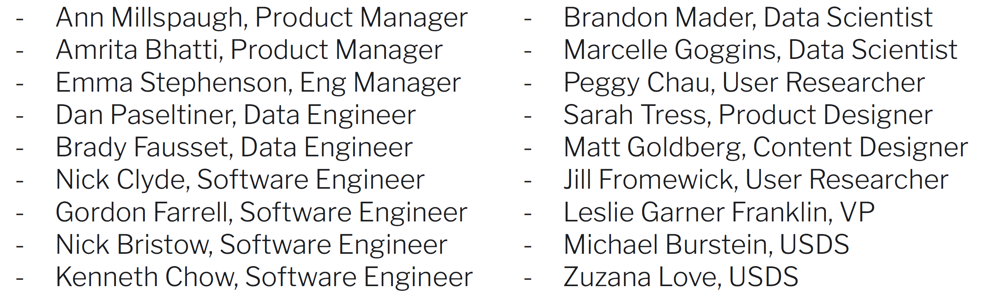 - Ann Millspaugh, Product Manager
- Amrita Bhatti, Product Manager
- Emma Stephenson, Eng Manager
- Dan Paseltiner, Data Engineer
- Brady Fausset, Data Engineer
- Nick Clyde, Software Engineer
- Gordon Farrell, Software Engineer
- Nick Bristow, Software Engineer
- Kenneth Chow, Software Engineer
- Brandon Mader, Data Scientist
- Marcelle Goggins, Data Scientist
- Peggy Chau, User Researcher
- Sarah Tress, Product Designer
- Matt Goldberg, Content Designer
- Jill Fromewick, User Researcher
- Leslie Garner Franklin, VP
- Michael Burstein, USDS
- Zuzana Love, USDS